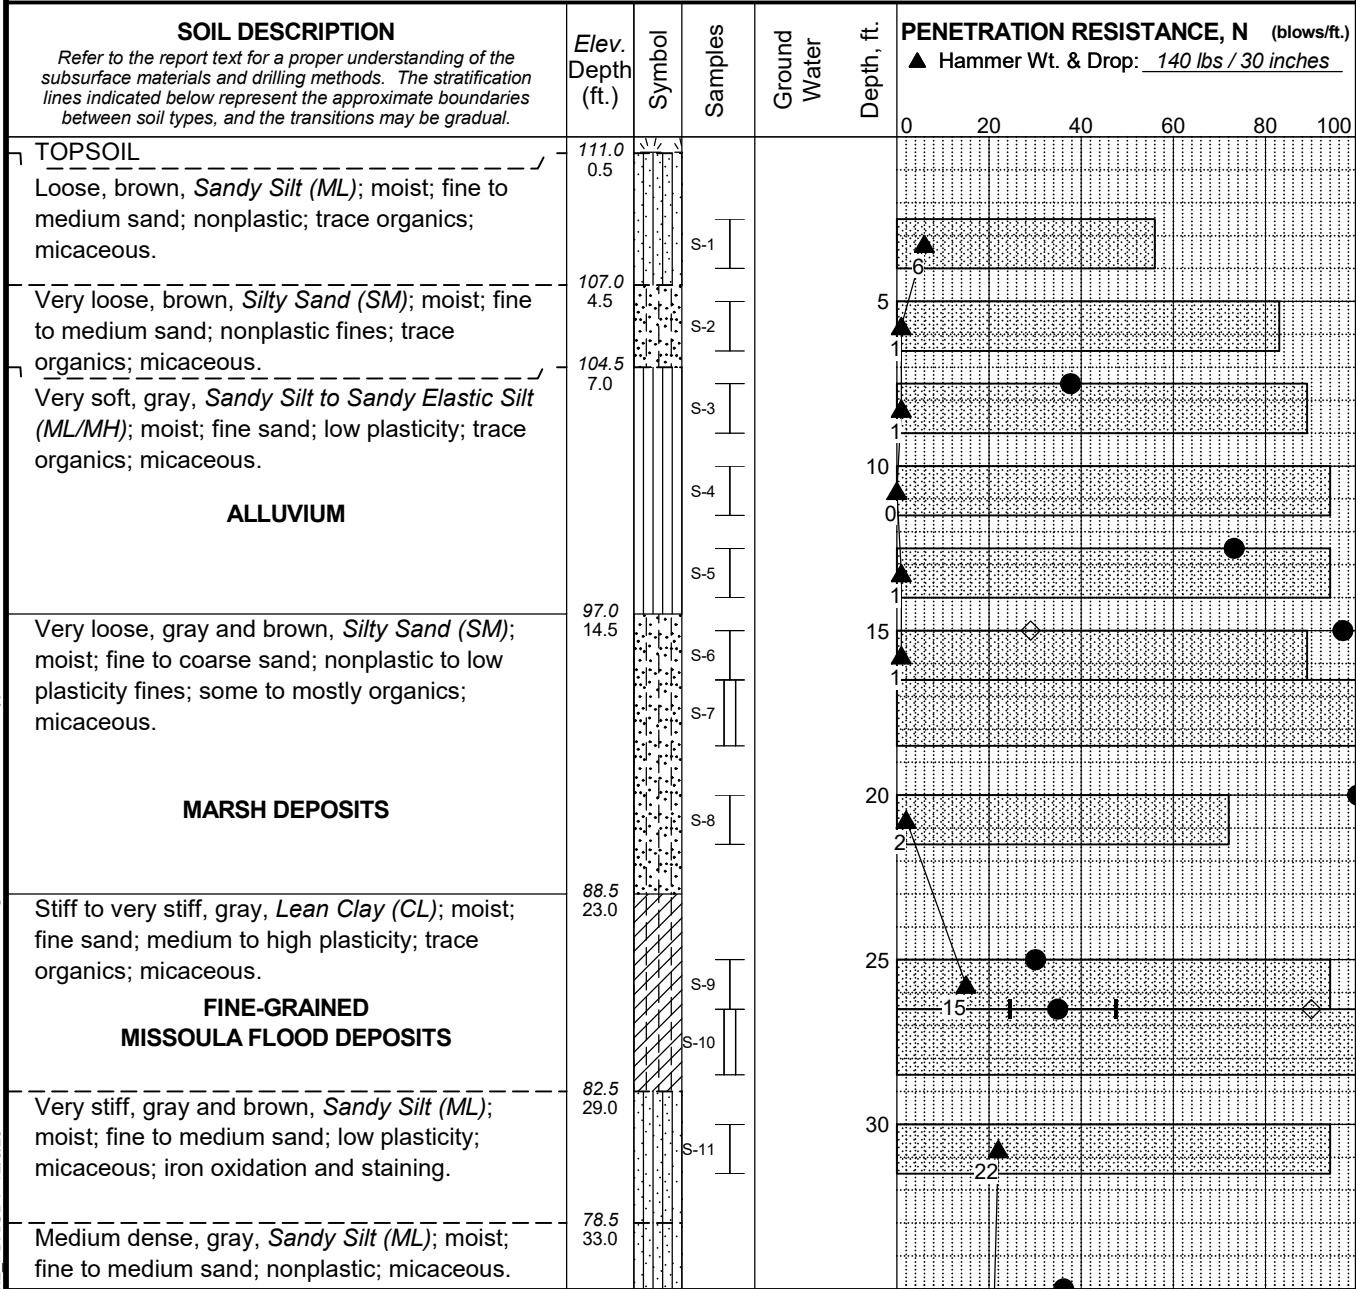 SOIL DESCRIPTION
Refer to the report text for a proper understanding of the
subsurface materials and drilling methods. The stratification
lines indicated below represent the approximate boundaries
between soil types, and the transitions may be gradual.
Elev.
Depth
(ft.)
Symbol
Samples
Ground
Water
Depth, ft.
PENETRATION RESISTANCE, N (blows/ft.)
▲ Hammer Wt. & Drop: 140 lbs / 30 inches
0 20 40 60 80 100
TOPSOIL
111.0
0.5
Loose, brown, Sandy Silt (ML); moist; fine to
medium sand; nonplastic; trace organics;
micaceous.
S-1
6
107.0
4.5
Very loose, brown, Silty Sand (SM); moist; fine
to medium sand; nonplastic fines; trace
organics; micaceous.
S-2
5
1
104.5
7.0
Very soft, gray, Sandy Silt to Sandy Elastic Silt
(ML/MH); moist; fine sand; low plasticity; trace
organics; micaceous.
S-3
1
10
S-4
0
ALLUVIUM
S-5
1
97.0
14.5
Very loose, gray and brown, Silty Sand (SM);
moist; fine to coarse sand; nonplastic to low
plasticity fines; some to mostly organics;
micaceous.
15
S-6
1
S-7
MARSH DEPOSITS
20
S-8
2
88.5
23.0
Stiff to very stiff, gray, Lean Clay (CL); moist;
fine sand; medium to high plasticity; trace
organics; micaceous.
25
S-9
15
FINE-GRAINED
MISSOULA FLOOD DEPOSITS
S-10
82.5
29.0
Very stiff, gray and brown, Sandy Silt (ML);
moist; fine to medium sand; low plasticity;
micaceous; iron oxidation and staining.
30
S-11
22
78.5
33.0
Medium dense, gray, Sandy Silt (ML); moist;
fine to medium sand; nonplastic; micaceous.